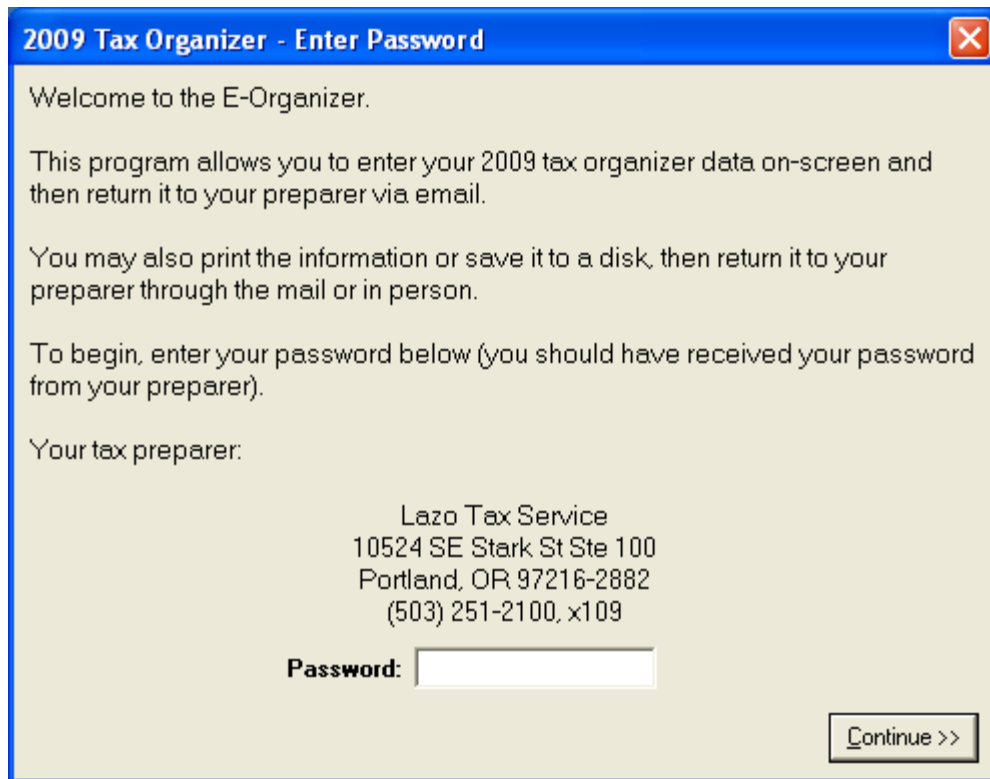 2009 Tax Organizer - Enter Password
Welcome to the E-Organizer.
This program allows you to enter your 2009 tax organizer data on-screen and
then return it to your preparer via email.
You may also print the information or save it to a disk, then return it to your
preparer through the mail or in person.
To begin, enter your password below (you should have received your password
from your preparer).
Your tax preparer:
Lazo Tax Service
10524 SE Stark St Ste 100
Portland, OR 97216-2882
(503) 251-2100, x109
Password:
Continue >>